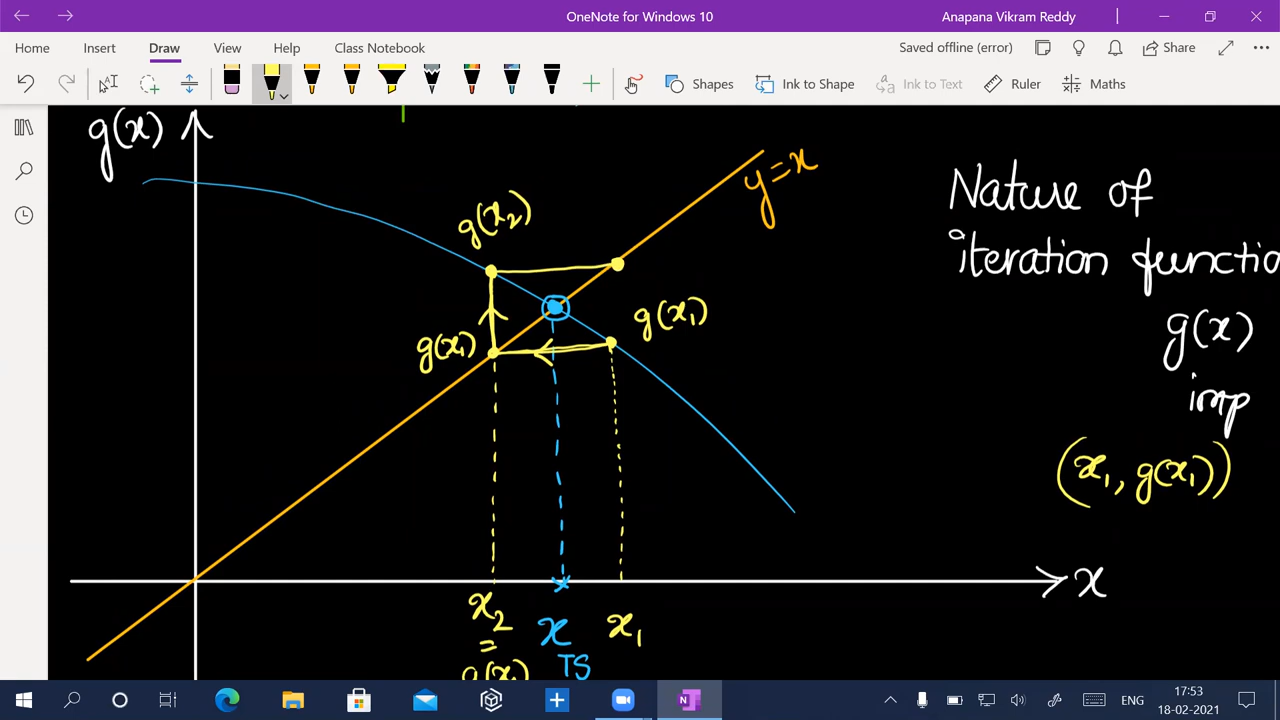 OneNote for Windows 10
Anapana Vikram Reddy
Home Insert Draw View Help Class Notebook
Saved offline (error) Share
Shapes Ink to Shape Ink to Text Ruler Maths
g(x)
y=x
Nature of
g(x₂)
iteration functio
g(x₁)
g(x)
g(x₁)
imp
(x₁, g(x₁))
x
x₂
x
x₁
=
TS
g(x₁)
ENG
17:53
18-02-2021